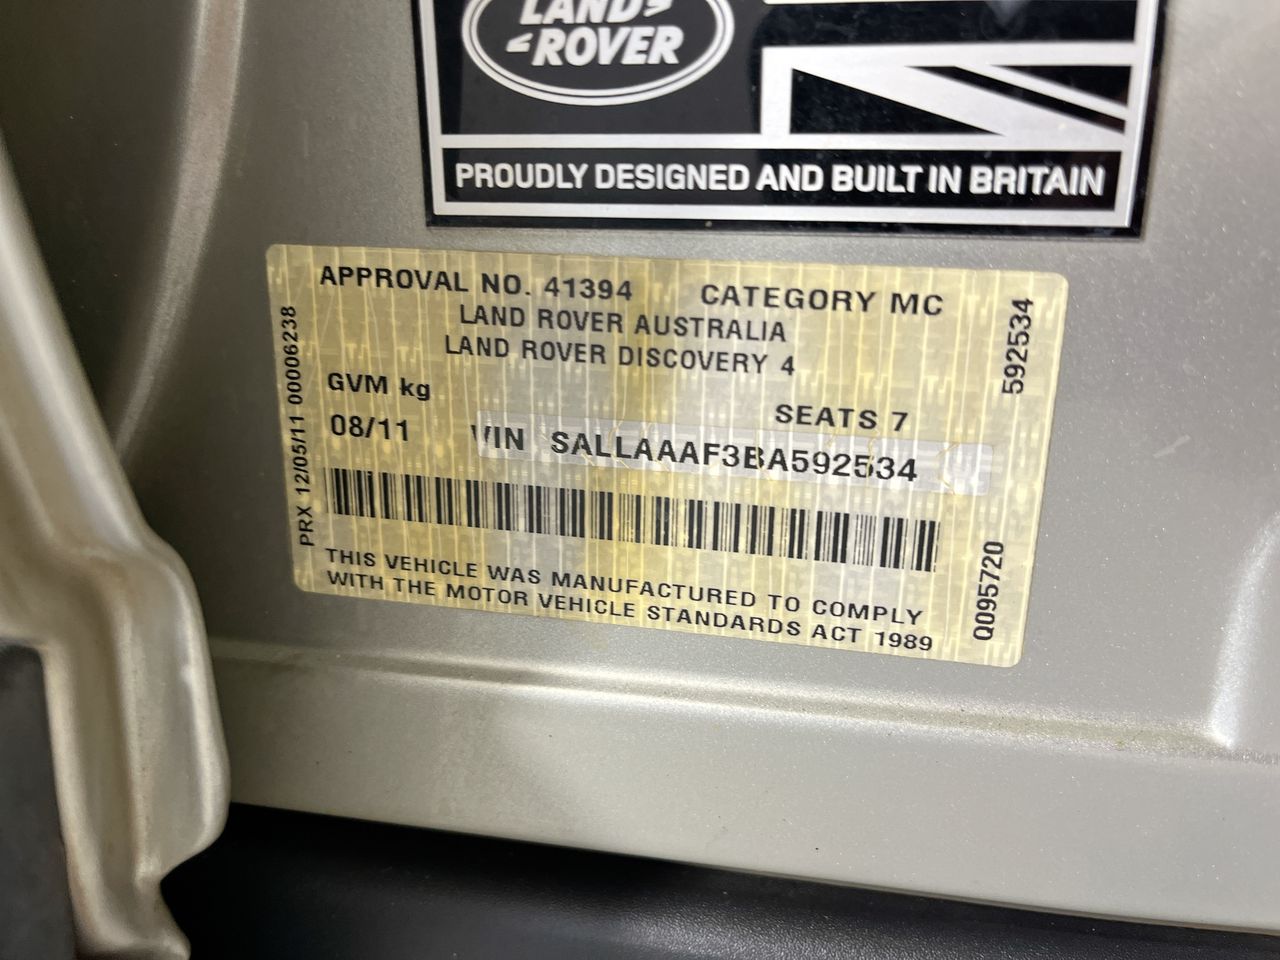 LAND
ROVER
PROUDLY DESIGNED AND BUILT IN BRITAIN
APPROVAL NO. 41394 CATEGORY MC
LAND ROVER AUSTRALIA
LAND ROVER DISCOVERY 4
GVM kg
SEATS 7
08/11 VIN SALLAAAF3BA592534
THIS VEHICLE WAS MANUFACTURED TO COMPLY
WITH THE MOTOR VEHICLE STANDARDS ACT 1989
PRX 12/05/11 00006238
592534
Q095720